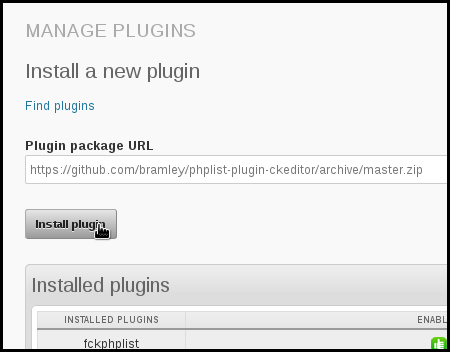 MANAGE PLUGINS
Install a new plugin
Find plugins
Plugin package URL
https://github.com/bramley/phplist-plugin-ckeditor/archive/master.zip
Install plugin
Installed plugins
INSTALLED PLUGINS ENABL
fckphplist